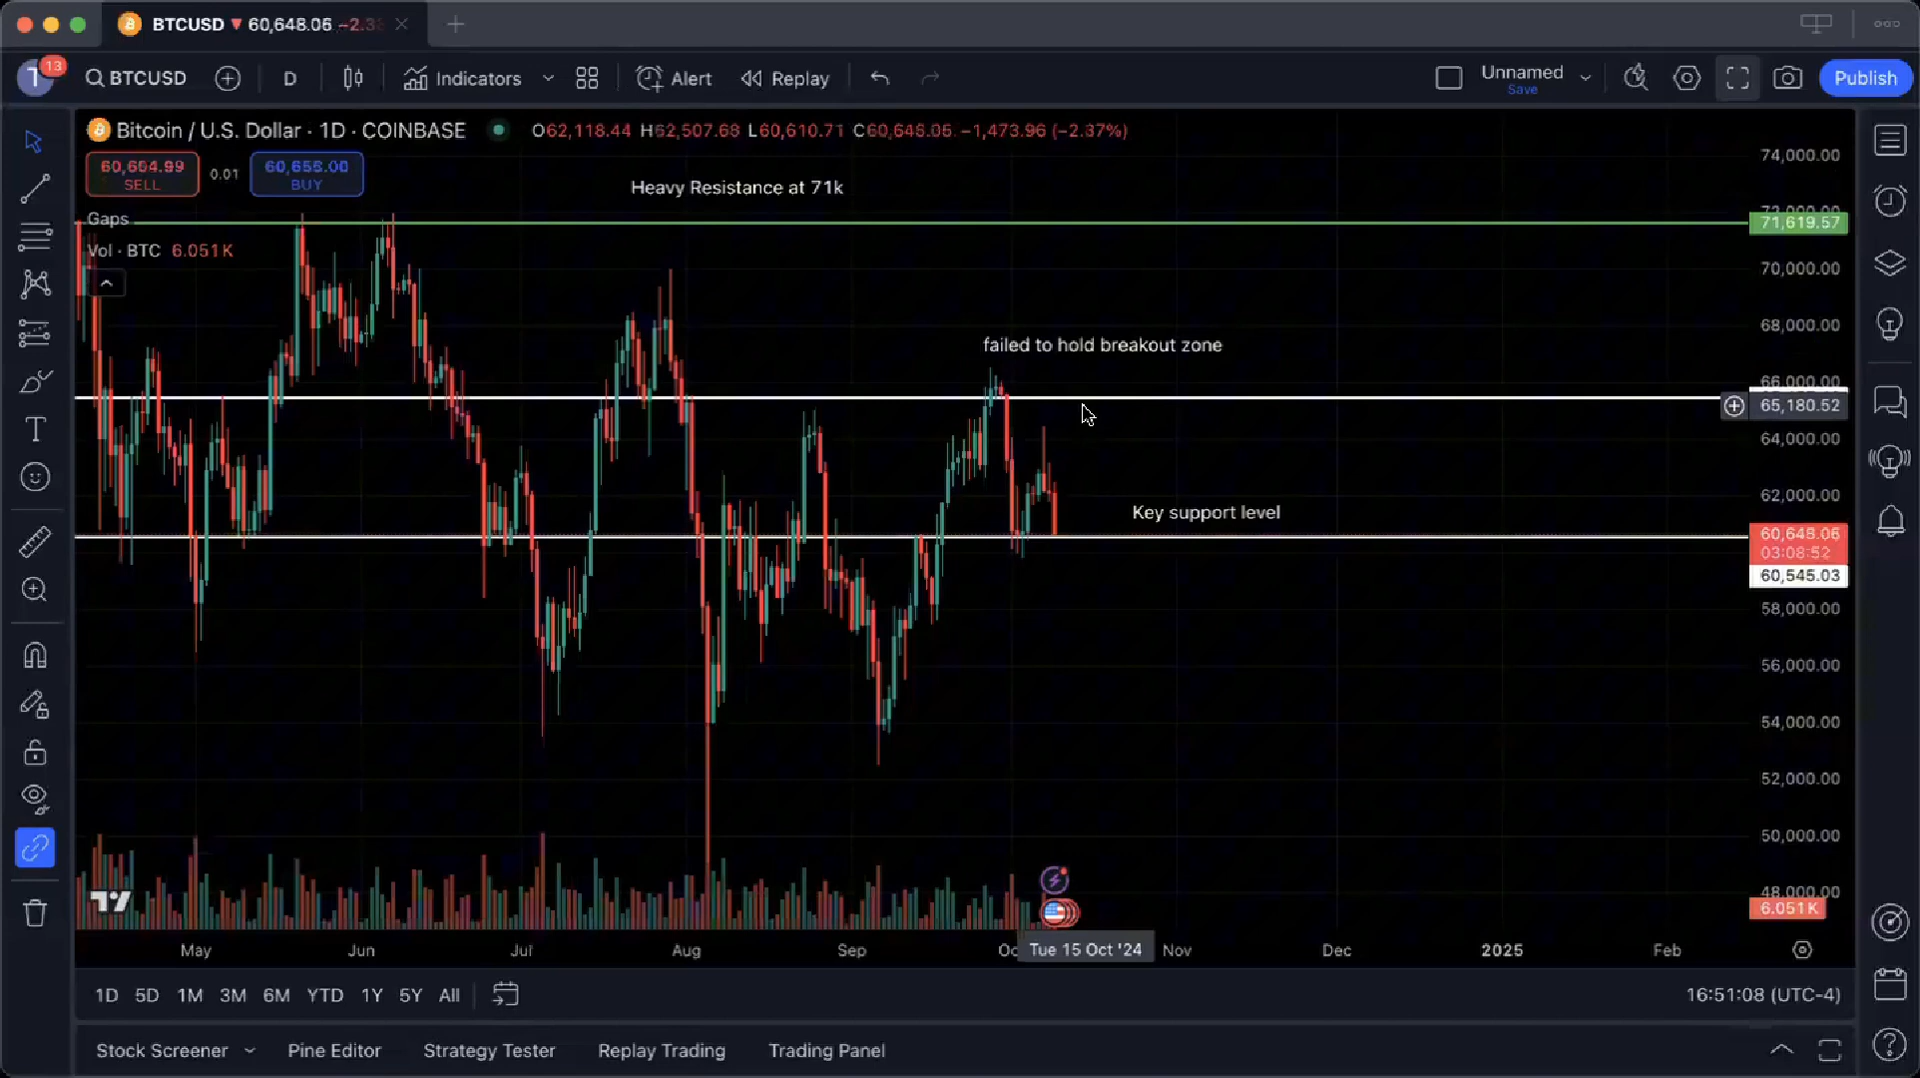 BTCUSD ▼ 60,648.06 −2.3
13
BTCUSD D Indicators Alert Replay Unnamed Save Publish
Bitcoin / U.S. Dollar · 1D · COINBASE O62,118.44 H62,507.68 L60,610.71 C60,648.06 −1,473.96 (−2.37%)
60,604.99 SELL 0.01 60,655.00 BUY
Heavy Resistance at 71k
Gaps
Vol · BTC 6.051K
failed to hold breakout zone
Key support level
74,000.00
72,000.00
71,619.57
70,000.00
68,000.00
66,000.00
65,180.52
64,000.00
62,000.00
60,648.06
03:08:52
60,545.03
58,000.00
56,000.00
54,000.00
52,000.00
50,000.00
48,000.00
6.051K
May Jun Jul Aug Sep Oc Tue 15 Oct '24 Nov Dec 2025 Feb
1D 5D 1M 3M 6M YTD 1Y 5Y All 16:51:08 (UTC-4)
Stock Screener Pine Editor Strategy Tester Replay Trading Trading Panel